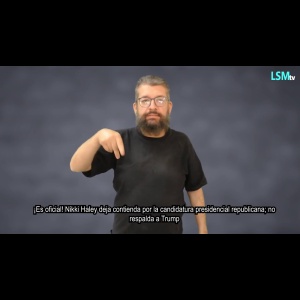 LSMtv
¡Es oficial! Nikki Haley deja contienda por la candidatura presidencial republicana; no
respalda a Trump